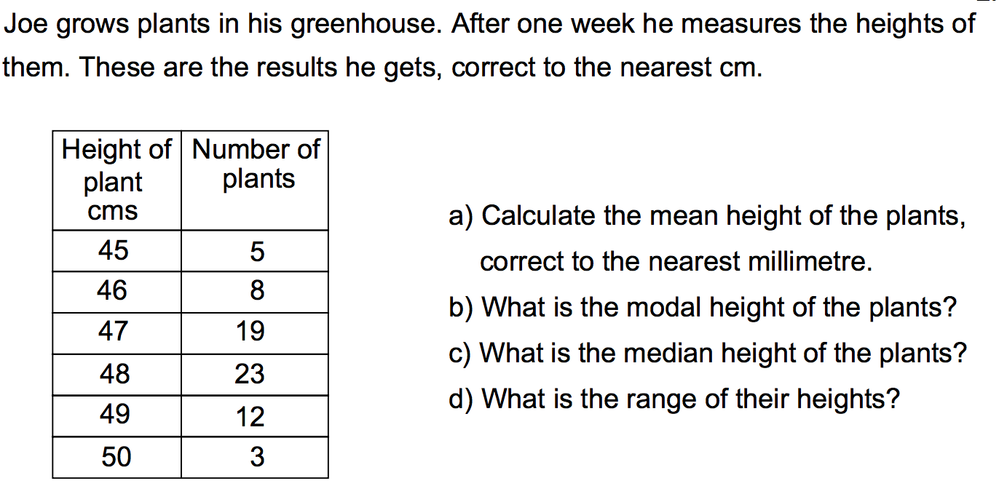 Joe grows plants in his greenhouse. After one week he measures the heights of
them. These are the results he gets, correct to the nearest cm.
Height of plant cms Number of plants
45 5
46 8
47 19
48 23
49 12
50 3
a) Calculate the mean height of the plants,
correct to the nearest millimetre.
b) What is the modal height of the plants?
c) What is the median height of the plants?
d) What is the range of their heights?